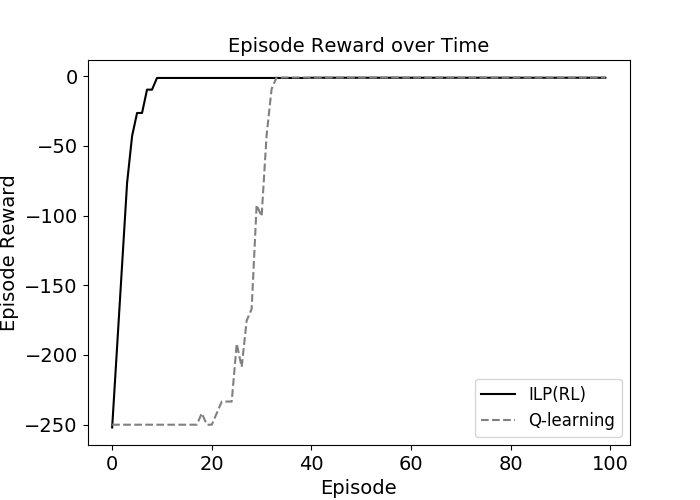 Episode Reward over Time
Episode Reward
0
−50
−100
−150
−200
−250
0 20 40 60 80 100
Episode
ILP(RL)
Q-learning